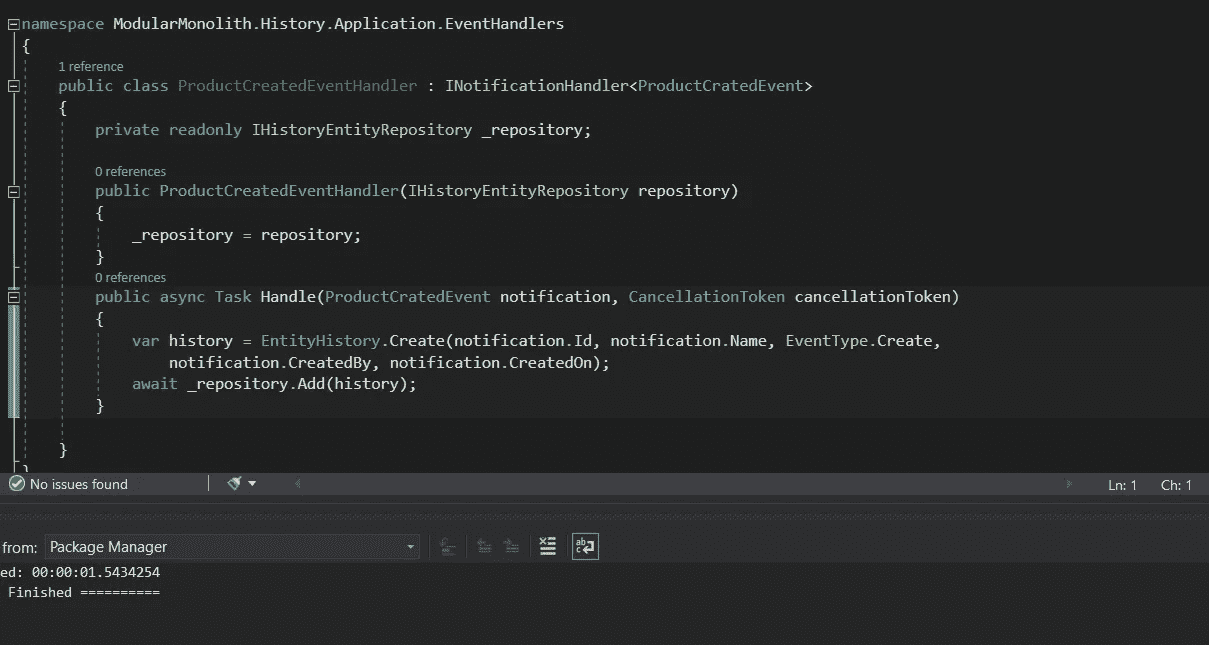 namespace ModularMonolith.History.Application.EventHandlers
{
1 reference
public class ProductCreatedEventHandler : INotificationHandler<ProductCratedEvent>
{
private readonly IHistoryEntityRepository _repository;
0 references
public ProductCreatedEventHandler(IHistoryEntityRepository repository)
{
_repository = repository;
}
0 references
public async Task Handle(ProductCratedEvent notification, CancellationToken cancellationToken)
{
var history = EntityHistory.Create(notification.Id, notification.Name, EventType.Create,
notification.CreatedBy, notification.CreatedOn);
await _repository.Add(history);
}
}
}
No issues found Ln: 1 Ch: 1
from: Package Manager
ed: 00:00:01.5434254
Finished ==========